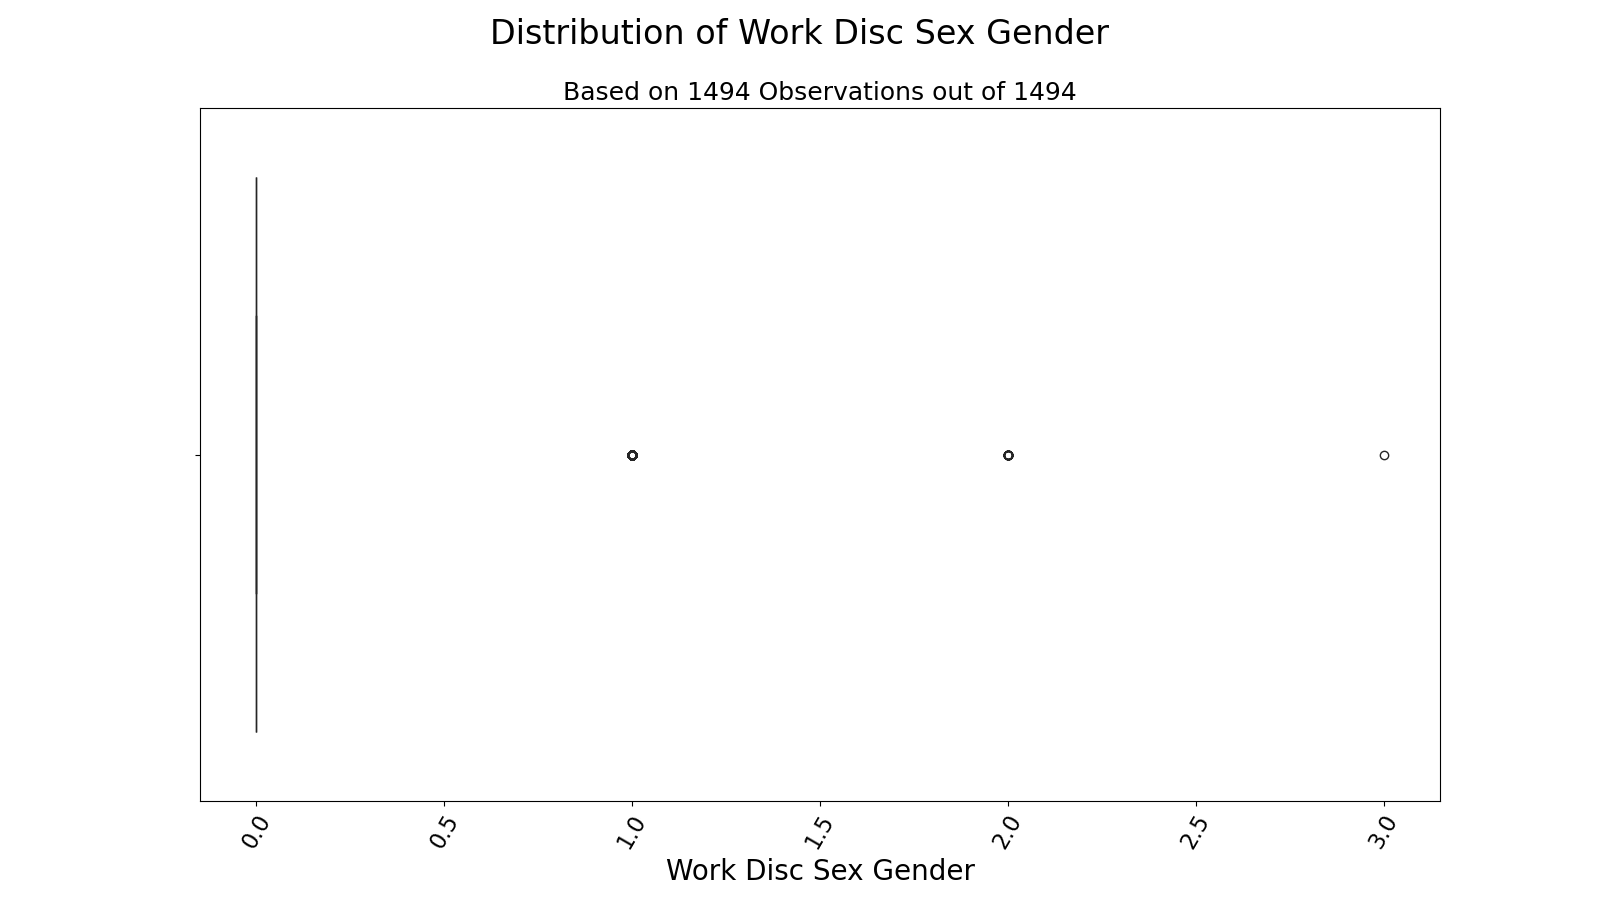 Distribution of Work Disc Sex Gender
Based on 1494 Observations out of 1494
0.0
0.5
1.0
1.5
2.0
2.5
3.0
Work Disc Sex Gender